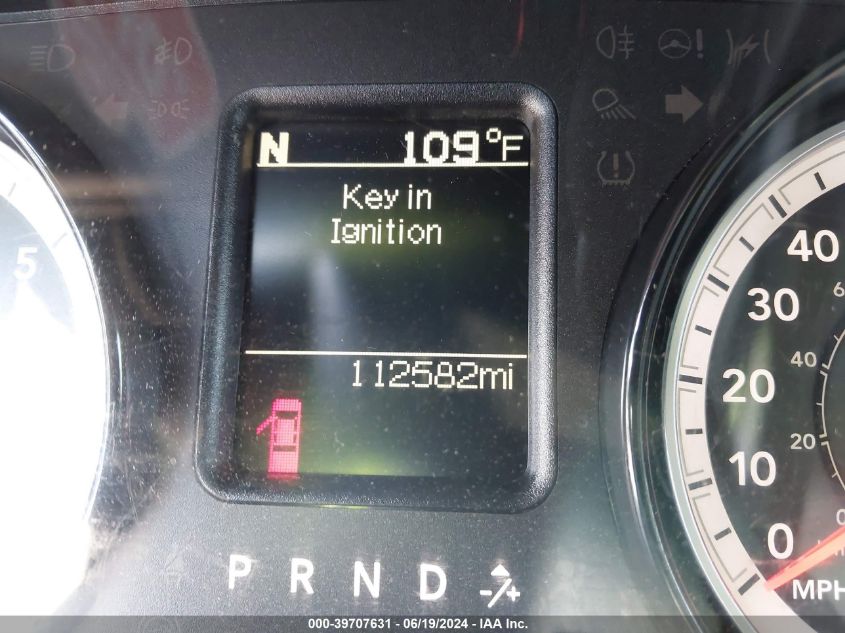 N 109°F
Key in
Ignition
112582mi
5
40
30
20
10
0
MPH
40
20
0
P R N D -/+
000-39707631 - 06/19/2024 - IAA Inc.